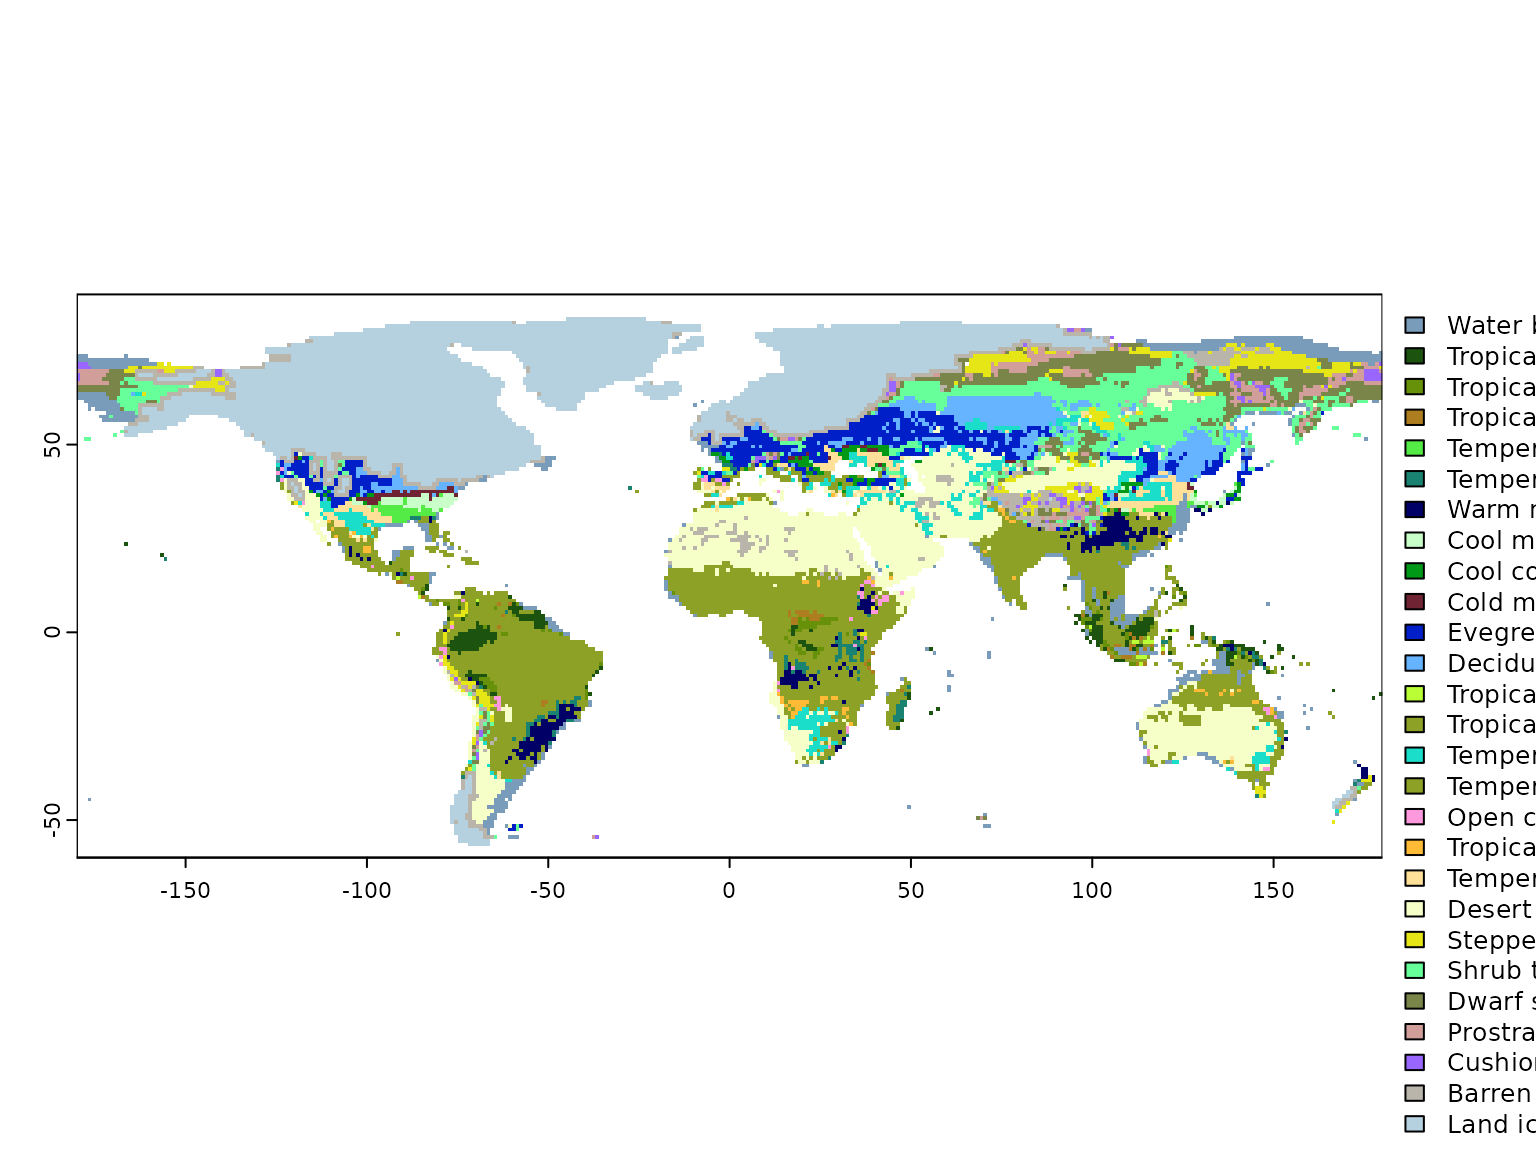 50
0
-50
-150
-100
-50
0
50
100
150
Water b
Tropica
Tropica
Tropica
Temper
Temper
Warm m
Cool m
Cool co
Cold m
Evegre
Decidu
Tropica
Tropica
Temper
Temper
Open c
Tropica
Temper
Desert
Steppe
Shrub t
Dwarf s
Prostra
Cushion
Barren
Land ic